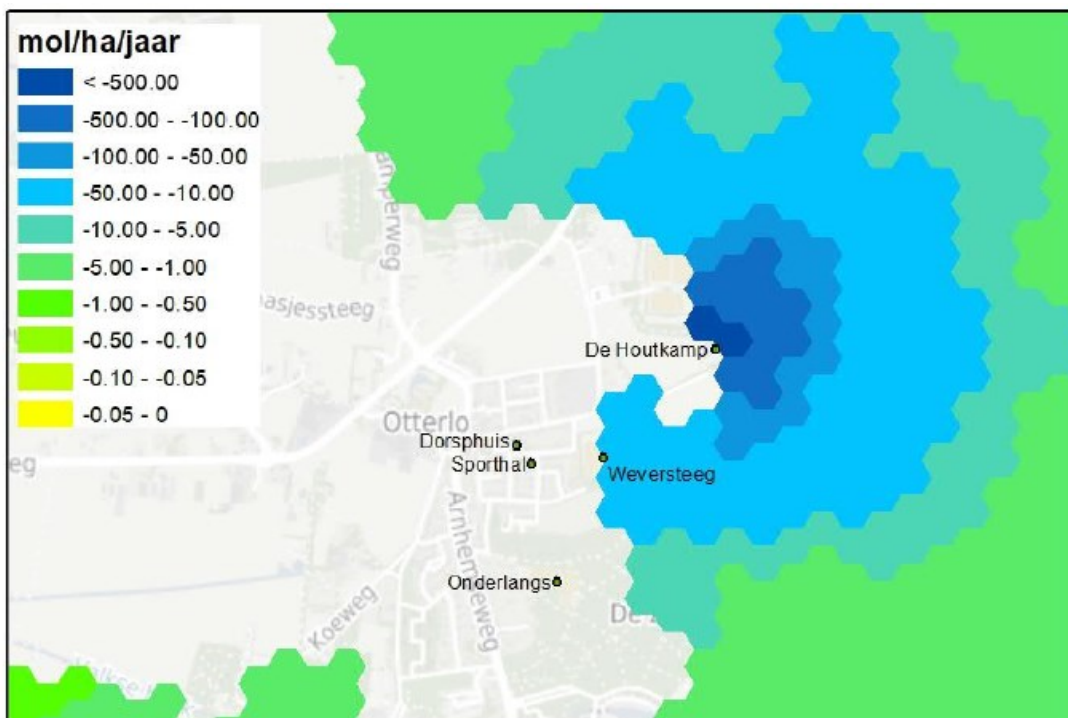 mol/ha/jaar
< -500.00
-500.00 - -100.00
-100.00 - -50.00
-50.00 - -10.00
-10.00 - -5.00
-5.00 - -1.00
-1.00 - -0.50
-0.50 - -0.10
-0.10 - -0.05
-0.05 - 0
De Houtkamp
Otterlo
Dorsphuis
Sporthal
Weversteeg
Arnhemseweg
Onderlangs
Koeweg
De